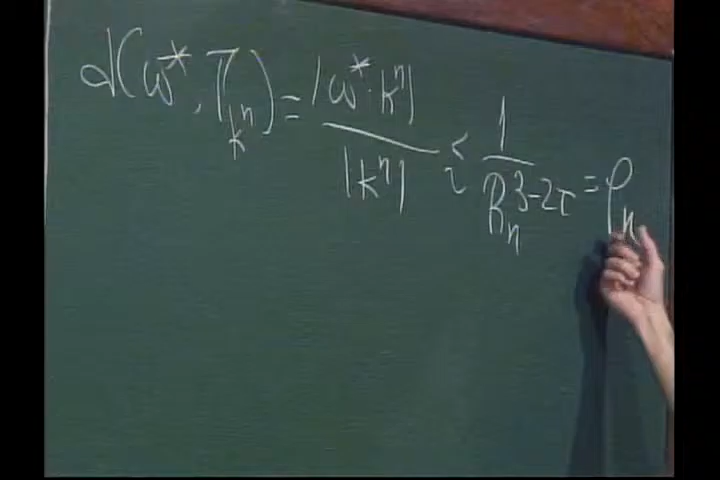 d(ω*, π_{k^n}) = |ω*·k^n| / |k^n| ≲ 1 / R_n^{3-2τ} = ρ_n